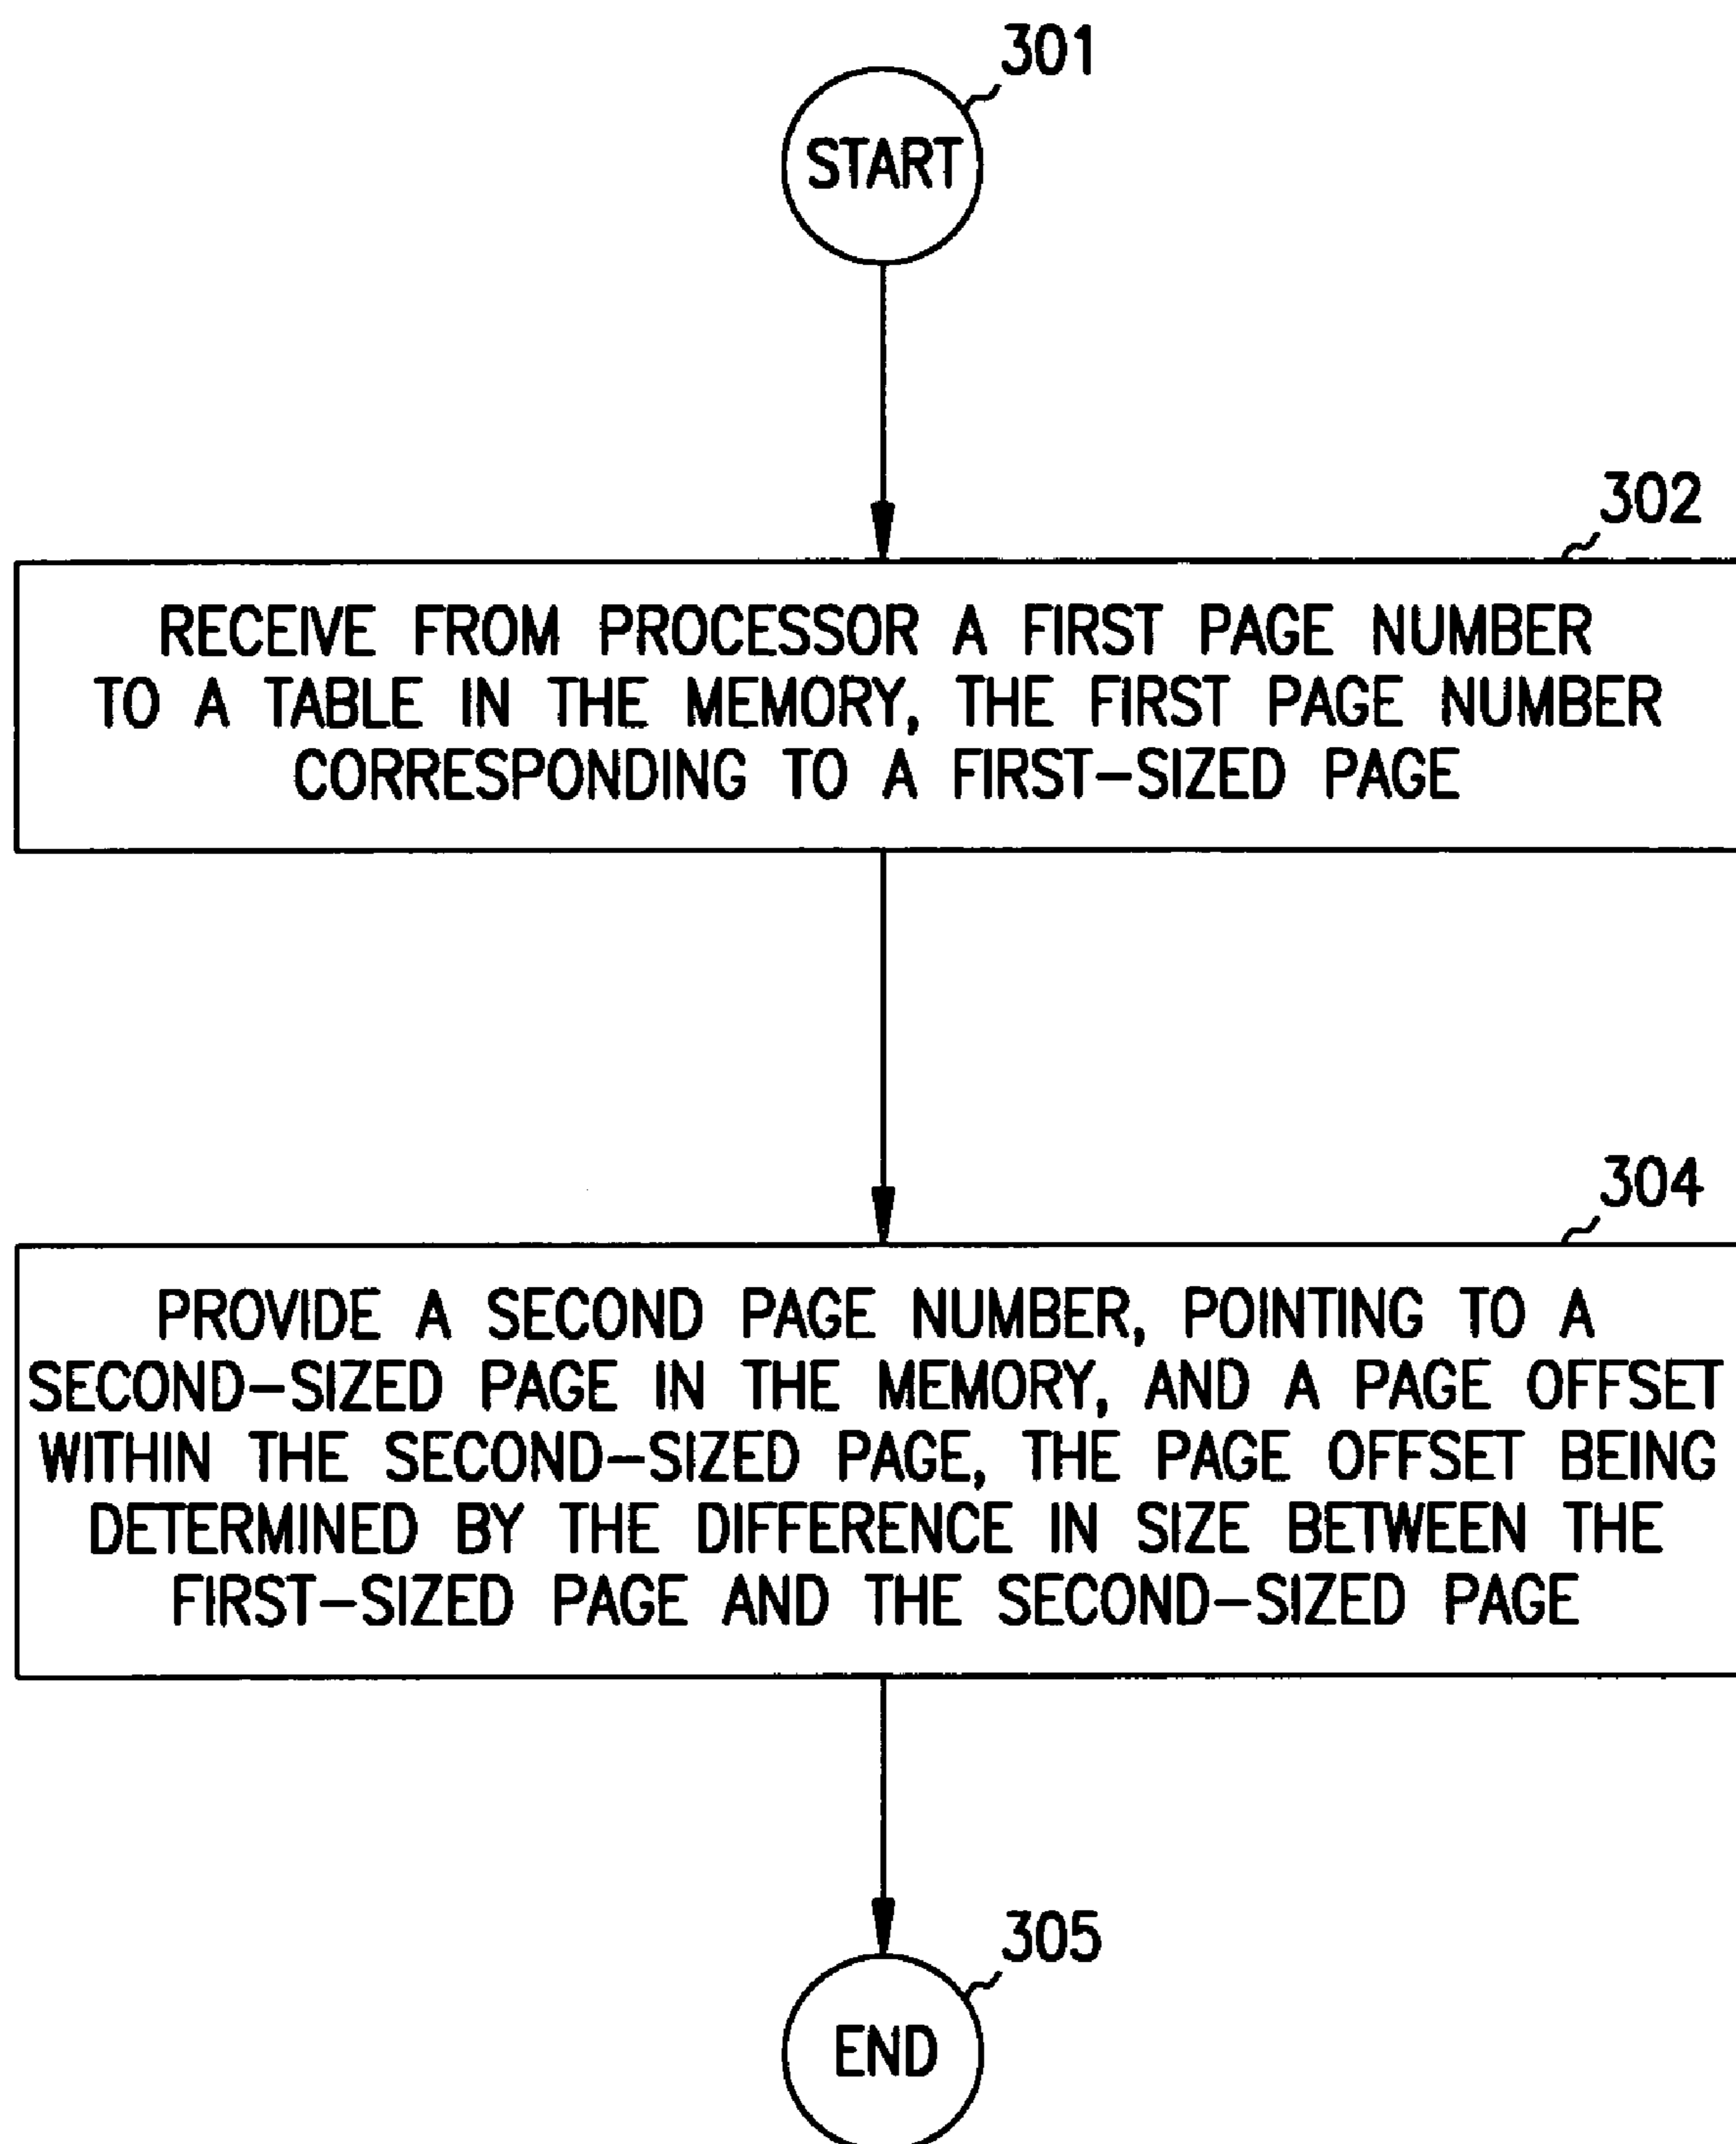 301
START
302
RECEIVE FROM PROCESSOR A FIRST PAGE NUMBER
TO A TABLE IN THE MEMORY, THE FIRST PAGE NUMBER
CORRESPONDING TO A FIRST-SIZED PAGE
304
PROVIDE A SECOND PAGE NUMBER, POINTING TO A
SECOND-SIZED PAGE IN THE MEMORY, AND A PAGE OFFSET
WITHIN THE SECOND-SIZED PAGE, THE PAGE OFFSET BEING
DETERMINED BY THE DIFFERENCE IN SIZE BETWEEN THE
FIRST-SIZED PAGE AND THE SECOND-SIZED PAGE
305
END